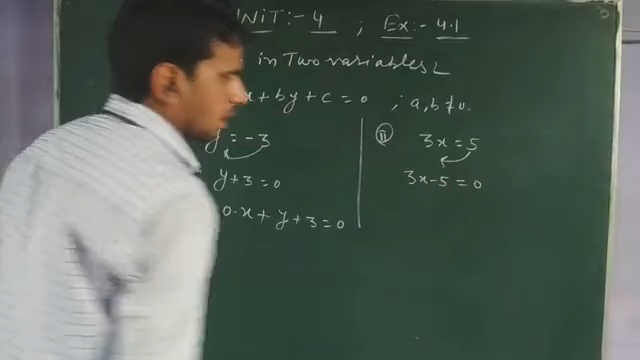 UNIT:- 4 ; Ex:- 4.1
in Two variables
x + by + c = 0 ; a, b ≠ 0.
y = -3
y + 3 = 0
0·x + y + 3 = 0
(ii) 3x = 5
3x - 5 = 0